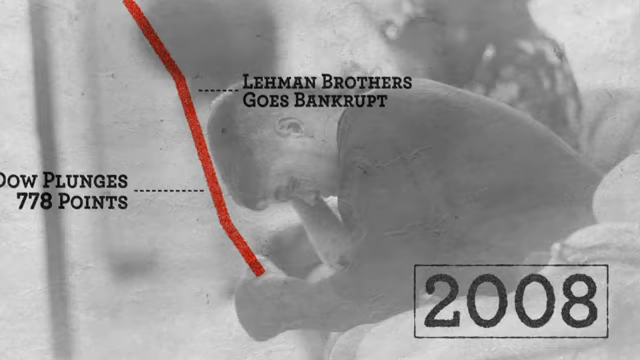 Lehman Brothers
Goes Bankrupt
Dow Plunges
778 Points
2008